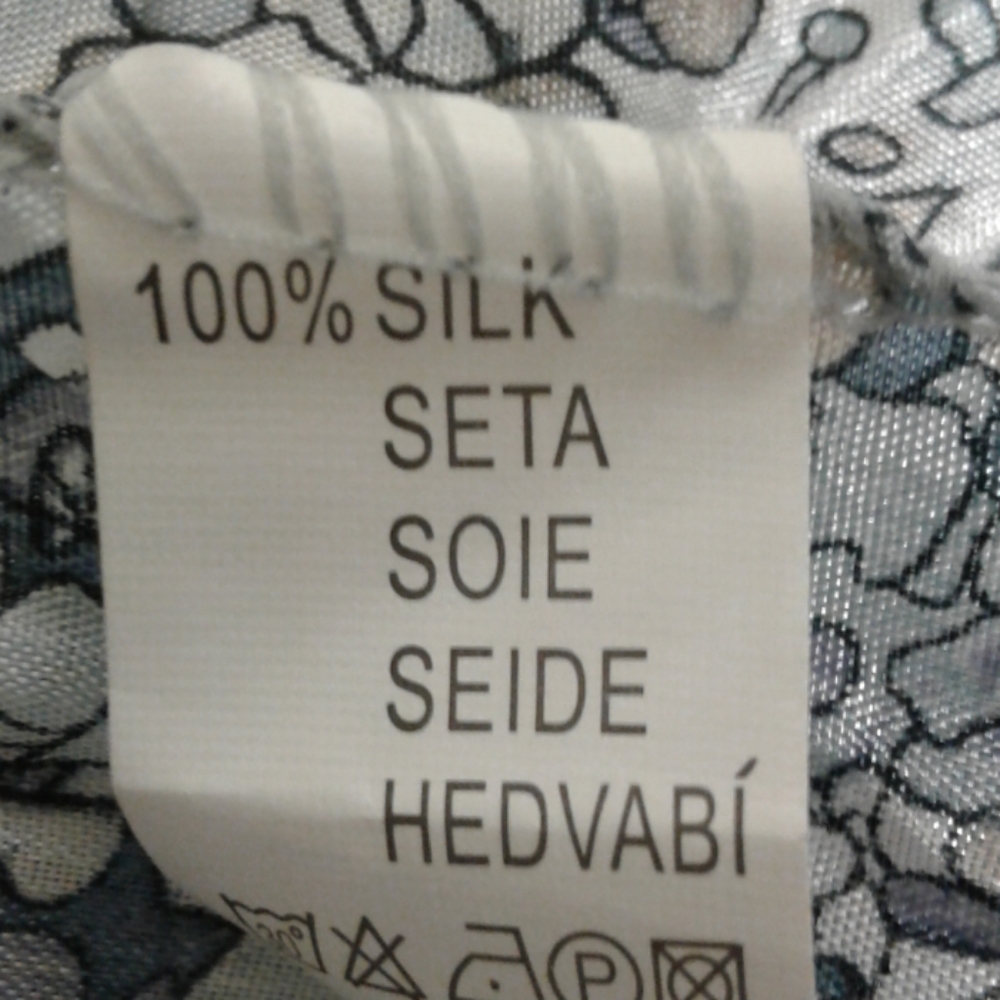 100% SILK
SETA
SOIE
SEIDE
HEDVABÍ
P